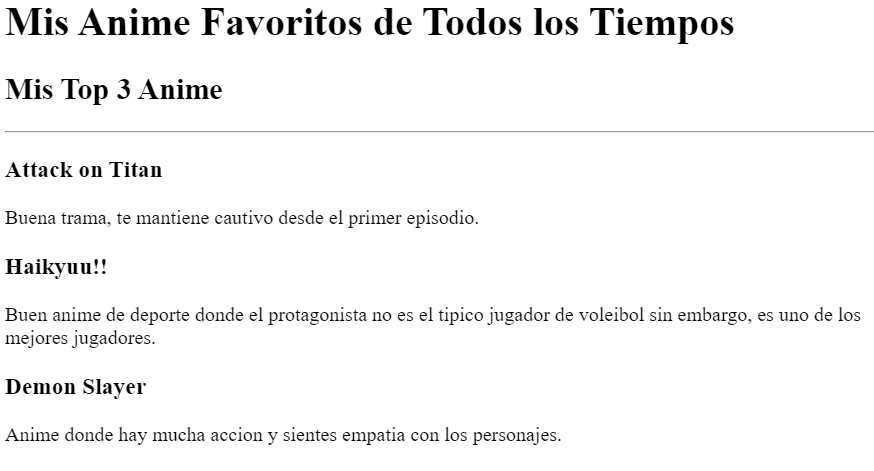 Mis Anime Favoritos de Todos los Tiempos
Mis Top 3 Anime
Attack on Titan
Buena trama, te mantiene cautivo desde el primer episodio.
Haikyuu!!
Buen anime de deporte donde el protagonista no es el tipico jugador de voleibol sin embargo, es uno de los
mejores jugadores.
Demon Slayer
Anime donde hay mucha accion y sientes empatia con los personajes.